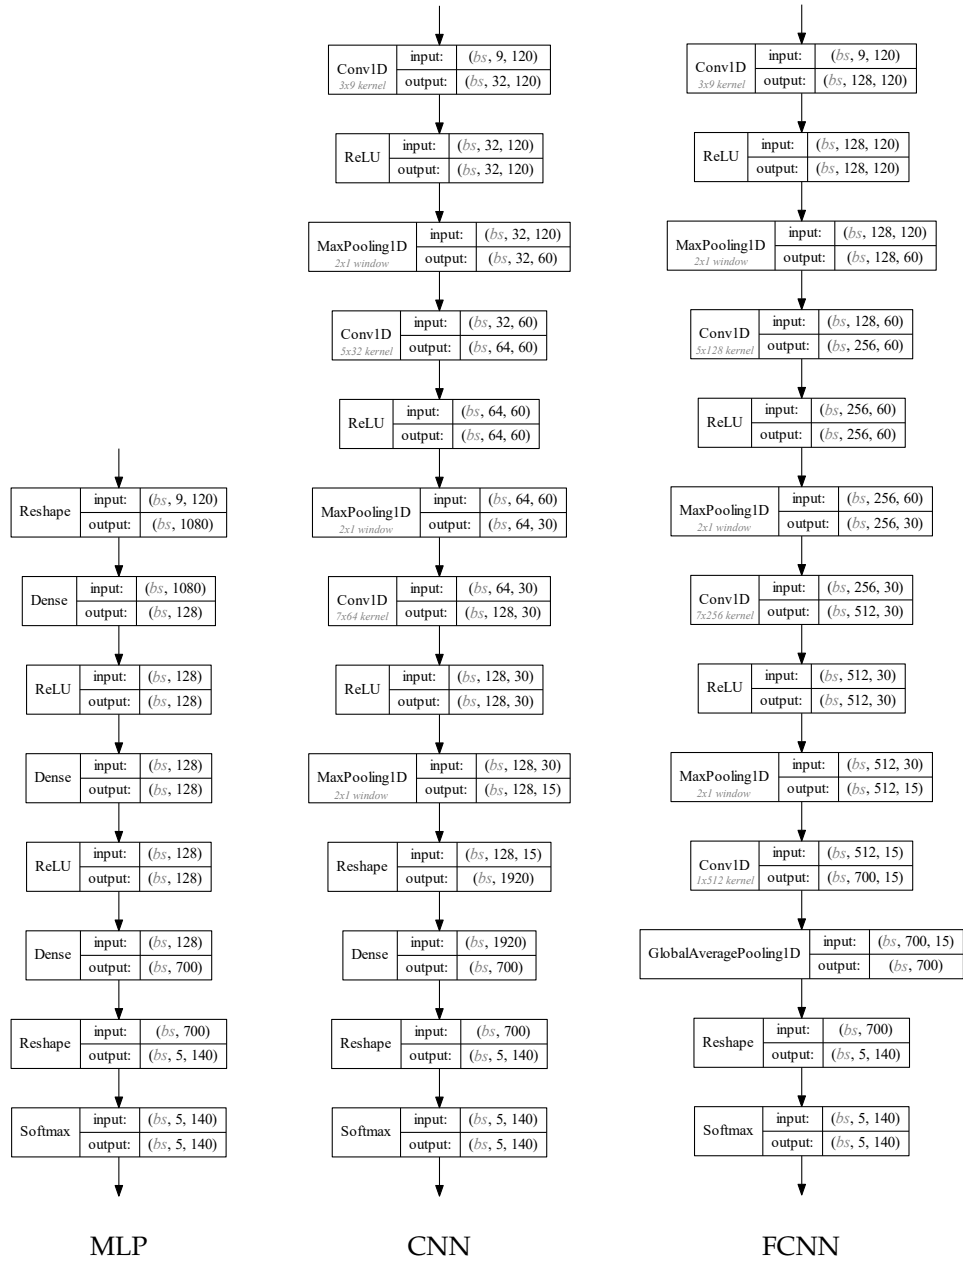 Reshape
input: (bs, 9, 120)
output: (bs, 1080)
Dense
input: (bs, 1080)
output: (bs, 128)
ReLU
input: (bs, 128)
output: (bs, 128)
Dense
input: (bs, 128)
output: (bs, 128)
ReLU
input: (bs, 128)
output: (bs, 128)
Dense
input: (bs, 128)
output: (bs, 700)
Reshape
input: (bs, 700)
output: (bs, 5, 140)
Softmax
input: (bs, 5, 140)
output: (bs, 5, 140)
MLP
Conv1D
3x9 kernel
input: (bs, 9, 120)
output: (bs, 32, 120)
ReLU
input: (bs, 32, 120)
output: (bs, 32, 120)
MaxPooling1D
2x1 window
input: (bs, 32, 120)
output: (bs, 32, 60)
Conv1D
5x32 kernel
input: (bs, 32, 60)
output: (bs, 64, 60)
ReLU
input: (bs, 64, 60)
output: (bs, 64, 60)
MaxPooling1D
2x1 window
input: (bs, 64, 60)
output: (bs, 64, 30)
Conv1D
7x64 kernel
input: (bs, 64, 30)
output: (bs, 128, 30)
ReLU
input: (bs, 128, 30)
output: (bs, 128, 30)
MaxPooling1D
2x1 window
input: (bs, 128, 30)
output: (bs, 128, 15)
Reshape
input: (bs, 128, 15)
output: (bs, 1920)
Dense
input: (bs, 1920)
output: (bs, 700)
Reshape
input: (bs, 700)
output: (bs, 5, 140)
Softmax
input: (bs, 5, 140)
output: (bs, 5, 140)
CNN
Conv1D
3x9 kernel
input: (bs, 9, 120)
output: (bs, 128, 120)
ReLU
input: (bs, 128, 120)
output: (bs, 128, 120)
MaxPooling1D
2x1 window
input: (bs, 128, 120)
output: (bs, 128, 60)
Conv1D
5x128 kernel
input: (bs, 128, 60)
output: (bs, 256, 60)
ReLU
input: (bs, 256, 60)
output: (bs, 256, 60)
MaxPooling1D
2x1 window
input: (bs, 256, 60)
output: (bs, 256, 30)
Conv1D
7x256 kernel
input: (bs, 256, 30)
output: (bs, 512, 30)
ReLU
input: (bs, 512, 30)
output: (bs, 512, 30)
MaxPooling1D
2x1 window
input: (bs, 512, 30)
output: (bs, 512, 15)
Conv1D
1x512 kernel
input: (bs, 512, 15)
output: (bs, 700, 15)
GlobalAveragePooling1D
input: (bs, 700, 15)
output: (bs, 700)
Reshape
input: (bs, 700)
output: (bs, 5, 140)
Softmax
input: (bs, 5, 140)
output: (bs, 5, 140)
FCNN